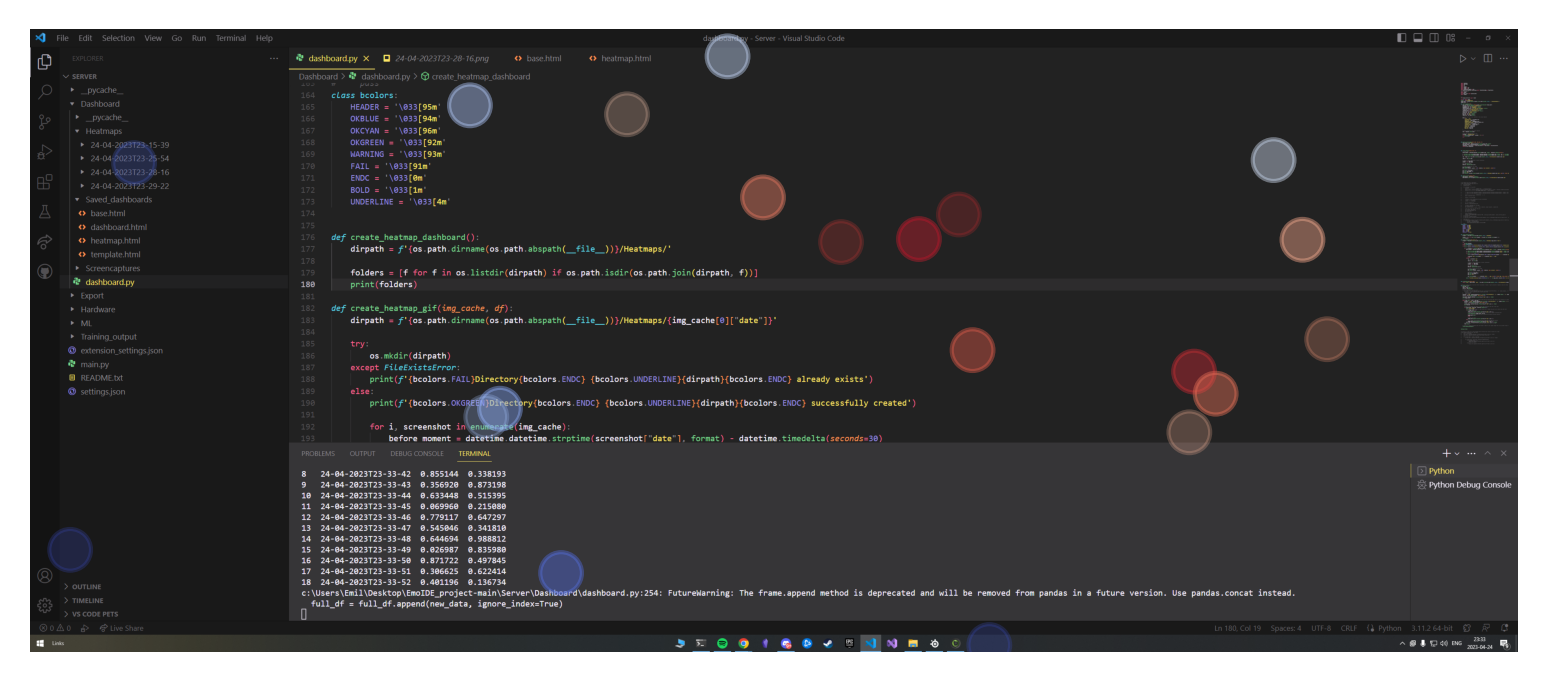 File Edit Selection View Go Run Terminal Help
- Server - Visual Studio Code
EXPLORER
dashboard.py
24-04-2023T23-28-16.png
base.html
heatmap.html
SERVER
__pycache__
Dashboard
__pycache__
Heatmaps
24-04-2023T23-15-39
24-04-2023T23-25-54
24-04-2023T23-28-16
24-04-2023T23-29-22
Saved_dashboards
base.html
dashboard.html
heatmap.html
template.html
Screencaptures
dashboard.py
Export
Hardware
ML
Training_output
extension_settings.json
main.py
README.txt
settings.json
OUTLINE
TIMELINE
VS CODE PETS
Dashboard > dashboard.py > create_heatmap_dashboard
163 # pass
164 class bcolors:
165 HEADER = '\033[95m'
166 OKBLUE = '\033[94m'
167 OKCYAN = '\033[96m'
168 OKGREEN = '\033[92m'
169 WARNING = '\033[93m'
170 FAIL = '\033[91m'
171 ENDC = '\033[0m'
172 BOLD = '\033[1m'
173 UNDERLINE = '\033[4m'
174
175
176 def create_heatmap_dashboard():
177 dirpath = f'{os.path.dirname(os.path.abspath(__file__))}/Heatmaps/'
178
179 folders = [f for f in os.listdir(dirpath) if os.path.isdir(os.path.join(dirpath, f))]
180 print(folders)
181
182 def create_heatmap_gif(img_cache, df):
183 dirpath = f'{os.path.dirname(os.path.abspath(__file__))}/Heatmaps/{img_cache[0]["date"]}'
184
185 try:
186 os.mkdir(dirpath)
187 except FileExistsError:
188 print(f'{bcolors.FAIL}Directory{bcolors.ENDC} {bcolors.UNDERLINE}{dirpath}{bcolors.ENDC} already exists')
189 else:
190 print(f'{bcolors.OKGREEN}Directory{bcolors.ENDC} {bcolors.UNDERLINE}{dirpath}{bcolors.ENDC} successfully created')
191
192 for i, screenshot in enumerate(img_cache):
193 before_moment = datetime.datetime.strptime(screenshot["date"], format) - datetime.timedelta(seconds=30)
PROBLEMS OUTPUT DEBUG CONSOLE TERMINAL
Python
Python Debug Console
8 24-04-2023T23-33-42 0.855144 0.338193
9 24-04-2023T23-33-43 0.356920 0.873198
10 24-04-2023T23-33-44 0.633448 0.515395
11 24-04-2023T23-33-45 0.069960 0.215080
12 24-04-2023T23-33-46 0.779117 0.647297
13 24-04-2023T23-33-47 0.545046 0.341810
14 24-04-2023T23-33-48 0.644694 0.988812
15 24-04-2023T23-33-49 0.026987 0.835980
16 24-04-2023T23-33-50 0.871722 0.497845
17 24-04-2023T23-33-51 0.306625 0.622414
18 24-04-2023T23-33-52 0.401196 0.136734
c:\Users\Emil\Desktop\EmoIDE_project-main\Server\Dashboard\dashboard.py:254: FutureWarning: The frame.append method is deprecated and will be removed from pandas in a future version. Use pandas.concat instead.
full_df = full_df.append(new_data, ignore_index=True)
0 0 Live Share
Ln 180, Col 19 Spaces: 4 UTF-8 CRLF Python 3.11.2 64-bit
Links
ENG
23:33
2023-04-24